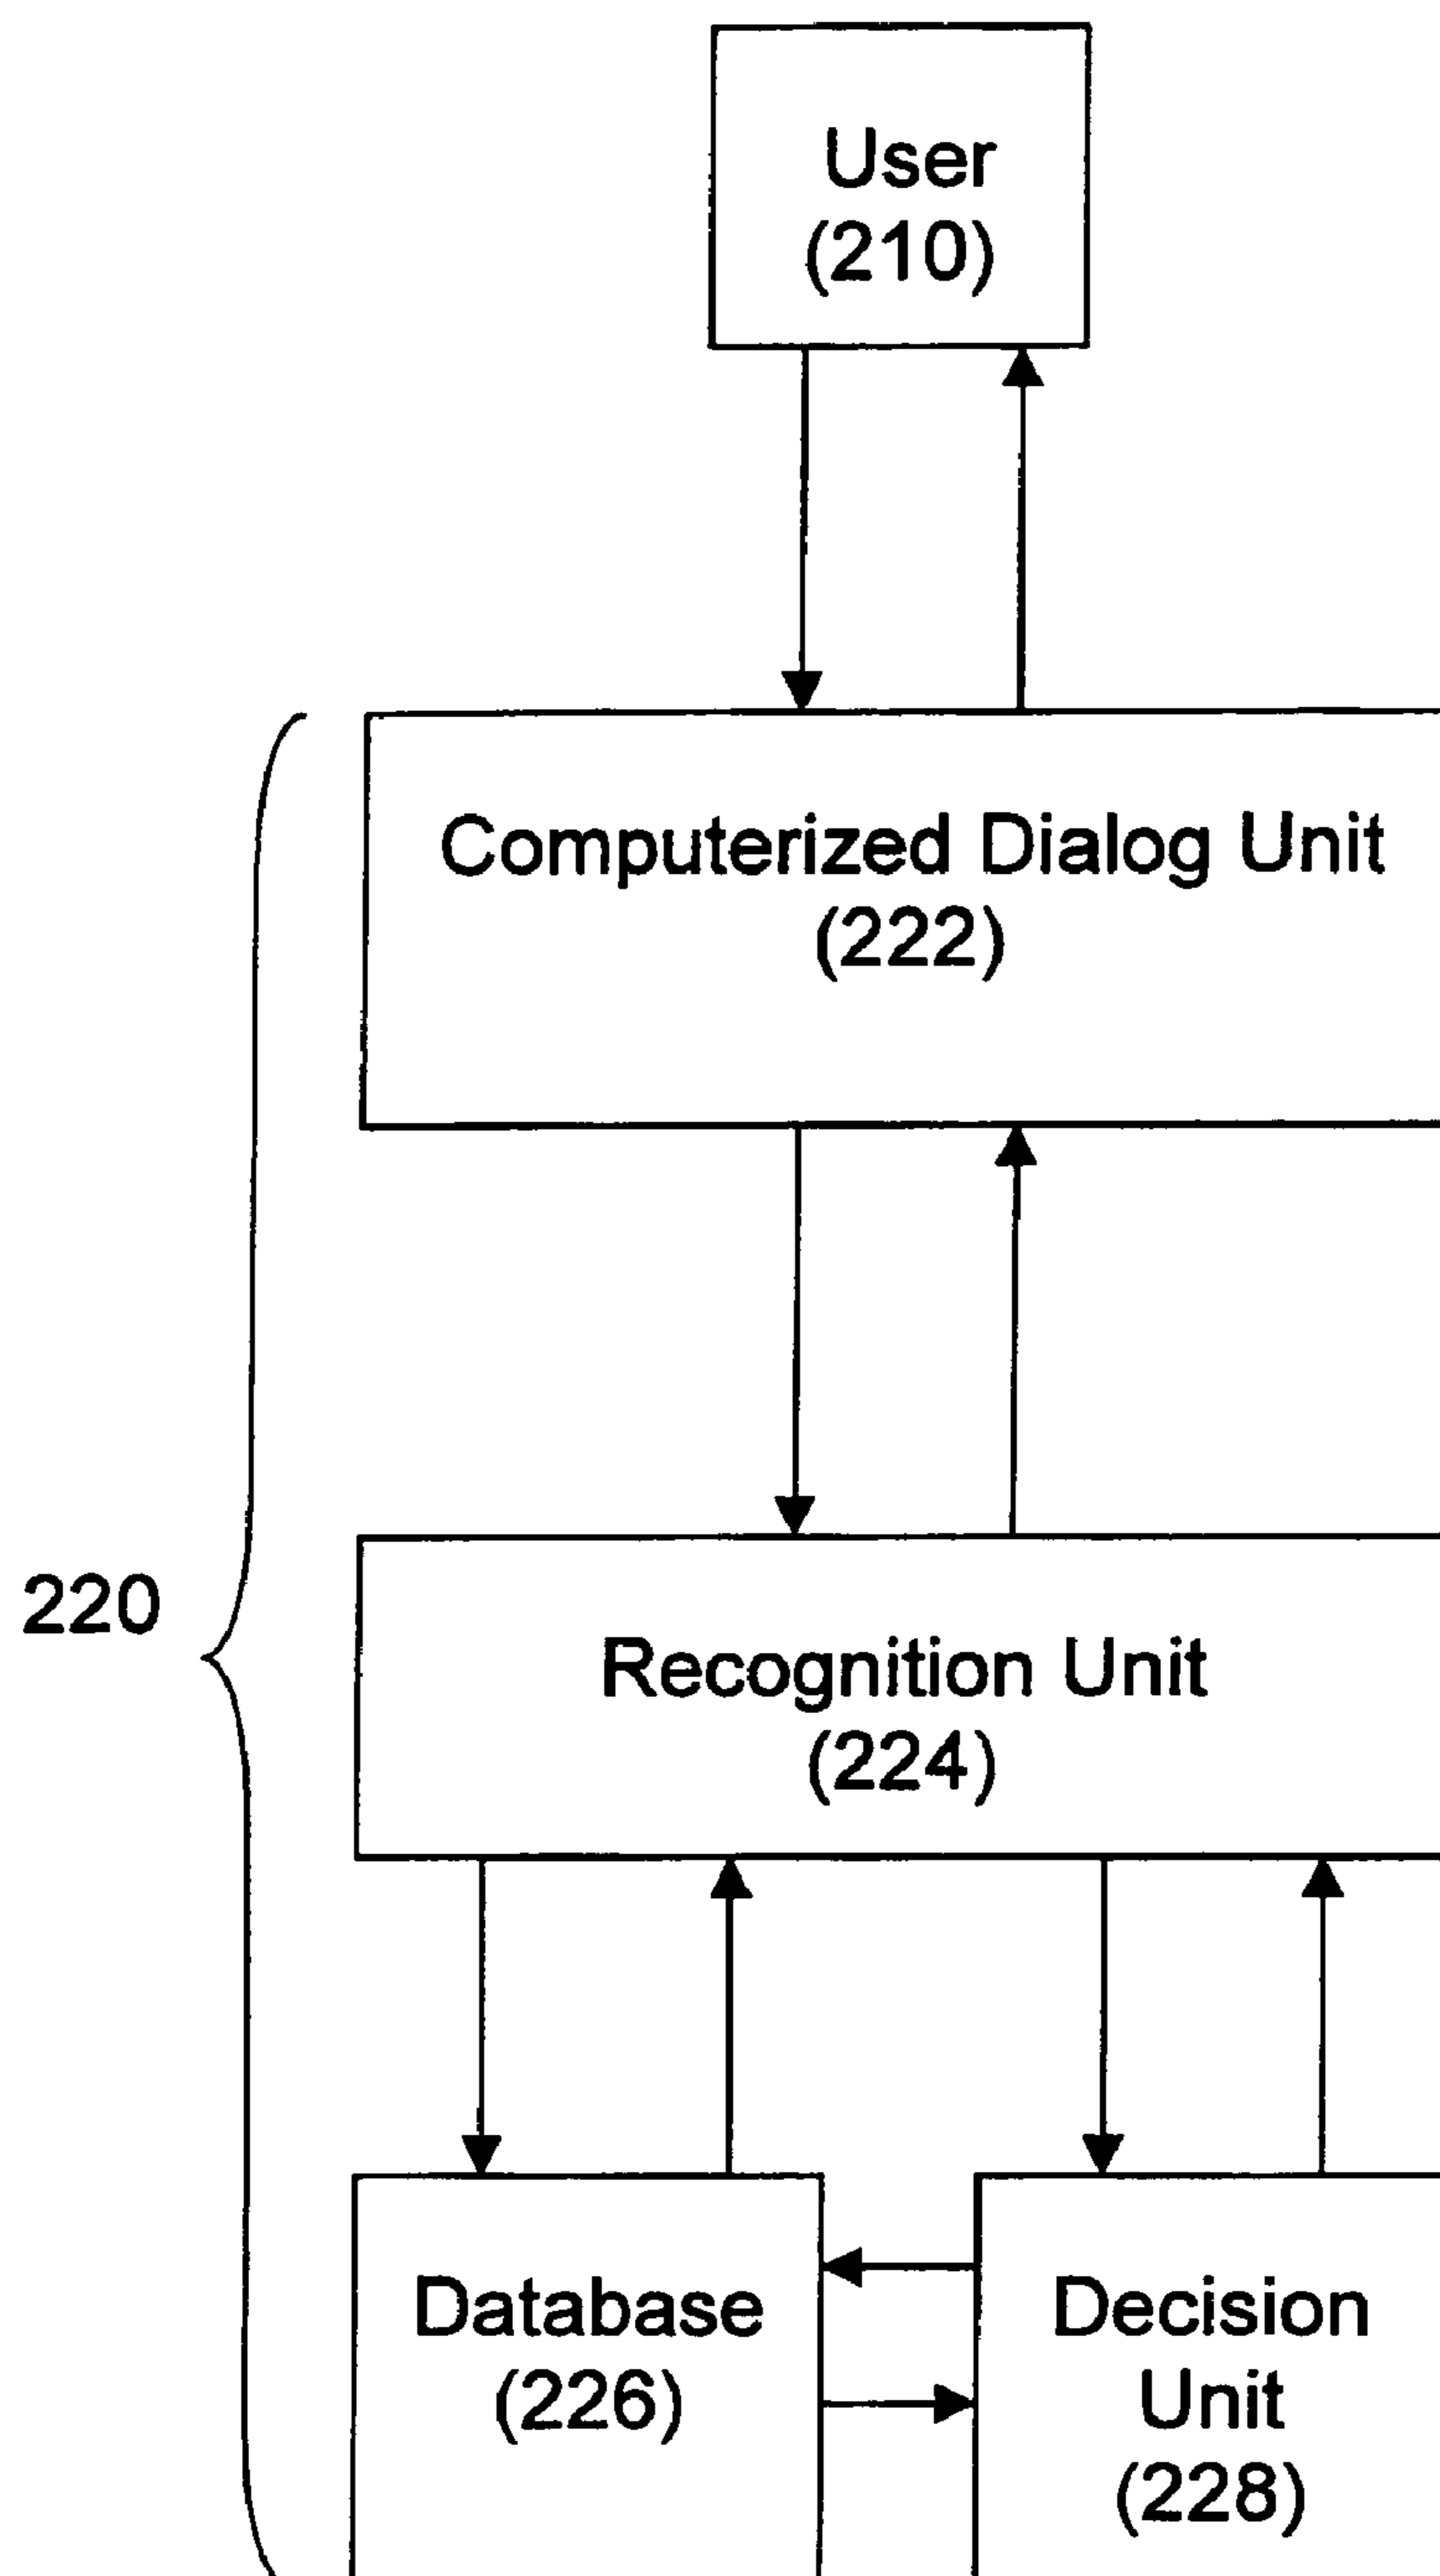 User
(210)
Computerized Dialog Unit
(222)
220
Recognition Unit
(224)
Database
(226)
Decision
Unit
(228)